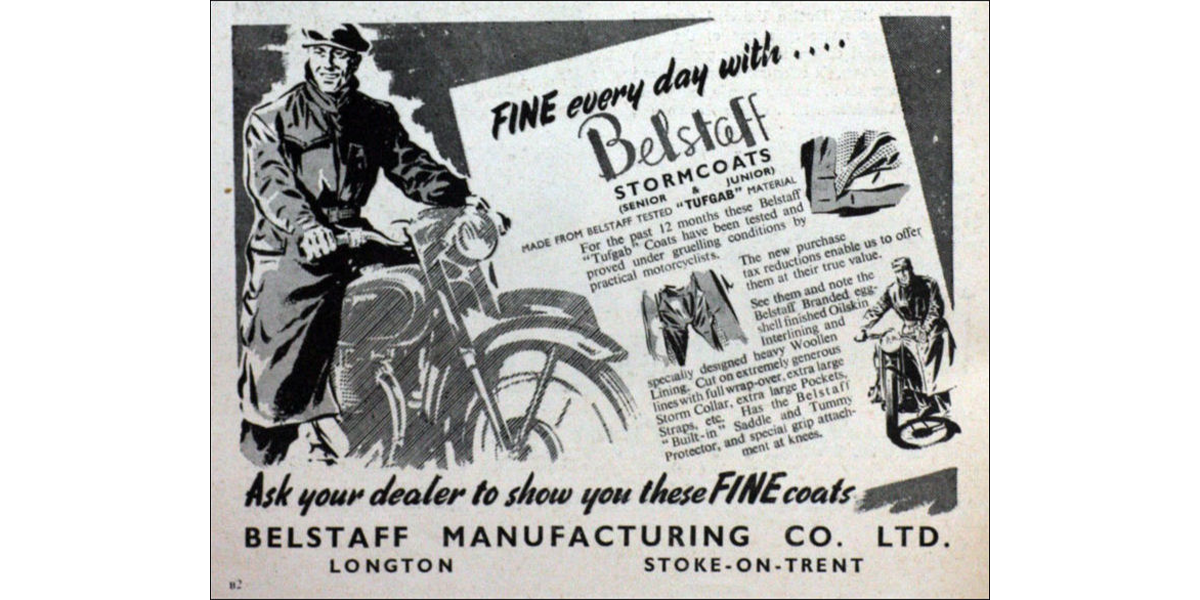 FINE every day with ....
Belstaff
STORMCOATS
(SENIOR & JUNIOR)
MADE FROM BELSTAFF TESTED "TUFGAB" MATERIAL
For the past 12 months these Belstaff
"Tufgab" Coats have been tested and
proved under gruelling conditions by
practical motorcyclists.
The new purchase
tax reductions enable us to offer
them at their true value.
See them and note the
Belstaff Branded egg-
shell finished Oilskin
Interlining and
specially designed heavy Woollen
Lining. Cut on extremely generous
lines with full wrap-over, extra large
Storm Collar, extra large Pockets,
Straps, etc. Has the Belstaff
"Built-in" Saddle and Tummy
Protector, and special grip attach-
ment at knees.
Ask your dealer to show you these FINE coats
BELSTAFF MANUFACTURING CO. LTD.
LONGTON STOKE-ON-TRENT
B2